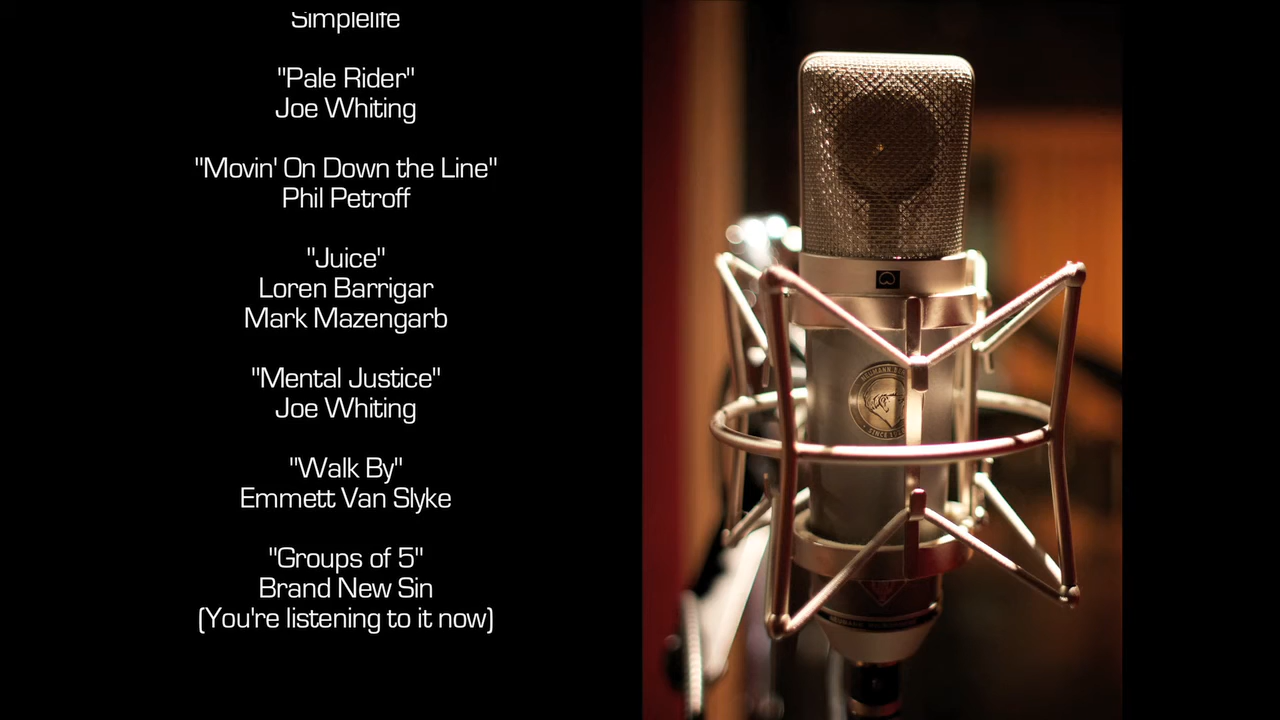 Simplelife
"Pale Rider"
Joe Whiting
"Movin' On Down the Line"
Phil Petroff
"Juice"
Loren Barrigar
Mark Mazengarb
"Mental Justice"
Joe Whiting
"Walk By"
Emmett Van Slyke
"Groups of 5"
Brand New Sin
(You're listening to it now)
NEUMANN
SINCE